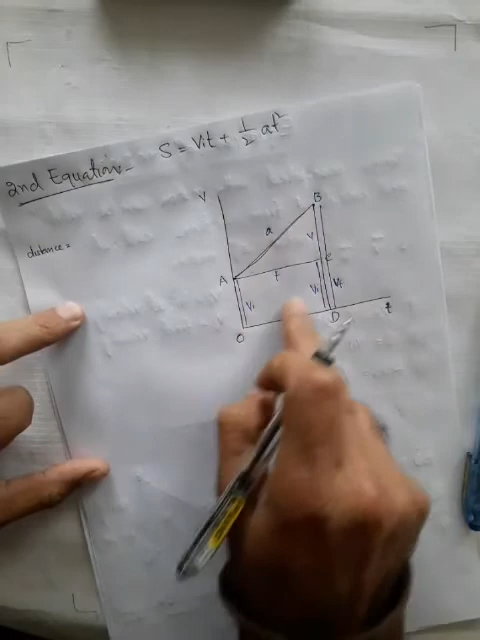 2nd Equation-
S = Vit + 1/2 at²
distance =
V
B
a
V
A
t
C
Vi
Vi
Vf
t
O
D